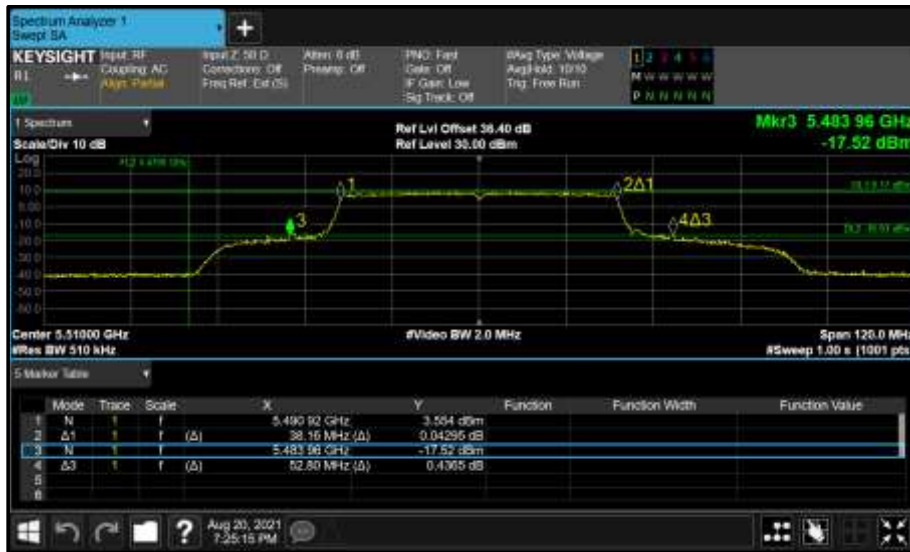 Spectrum Analyzer 1
Swept SA
+
KEYSIGHT
Input: RF
Coupling: AC
Align: Partial
Input Z: 50 Ω
Corrections: Off
Freq Ref: Ext (S)
Atten: 6 dB
Preamp: Off
PNO: Fast
Gate: Off
IF Gain: Low
Sig Track: Off
#Avg Type: Voltage
Avg|Hold: 10/10
Trig: Free Run
1 2 3 4 5 6
M W W W W W
P N N N N N
1 Spectrum
Scale/Div 10 dB
Ref Lvl Offset 36.40 dB
Ref Level 30.00 dBm
Mkr3 5.483 96 GHz
-17.52 dBm
Log
20.0
10.0
0.00
-10.0
-20.0
-30.0
-40.0
-50.0
1
2Δ1
3
4Δ3
Center 5.51000 GHz
#Res BW 510 kHz
#Video BW 2.0 MHz
Span 120.0 MHz
#Sweep 1.00 s (1001 pts
5 Marker Table
Mode Trace Scale X Y Function Function Width Function Value
1 N 1 f 5.490 92 GHz 3.554 dBm
2 Δ1 1 f (Δ) 38.16 MHz (Δ) 0.04295 dB
3 N 1 f 5.483 96 GHz -17.52 dBm
4 Δ3 1 f (Δ) 52.80 MHz (Δ) 0.4365 dB
5
6
?
Aug 20, 2021
7:25:15 PM